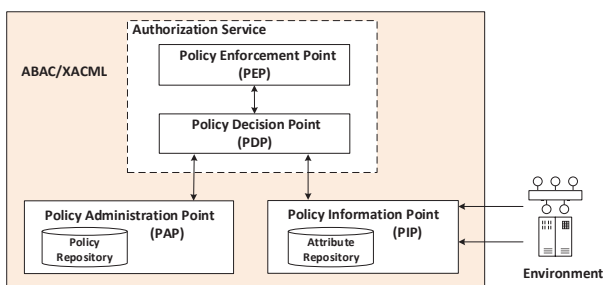 Authorization Service
ABAC/XACML
Policy Enforcement Point
(PEP)
Policy Decision Point
(PDP)
Policy Administration Point
(PAP)
Policy
Repository
Policy Information Point
(PIP)
Attribute
Repository
Environment